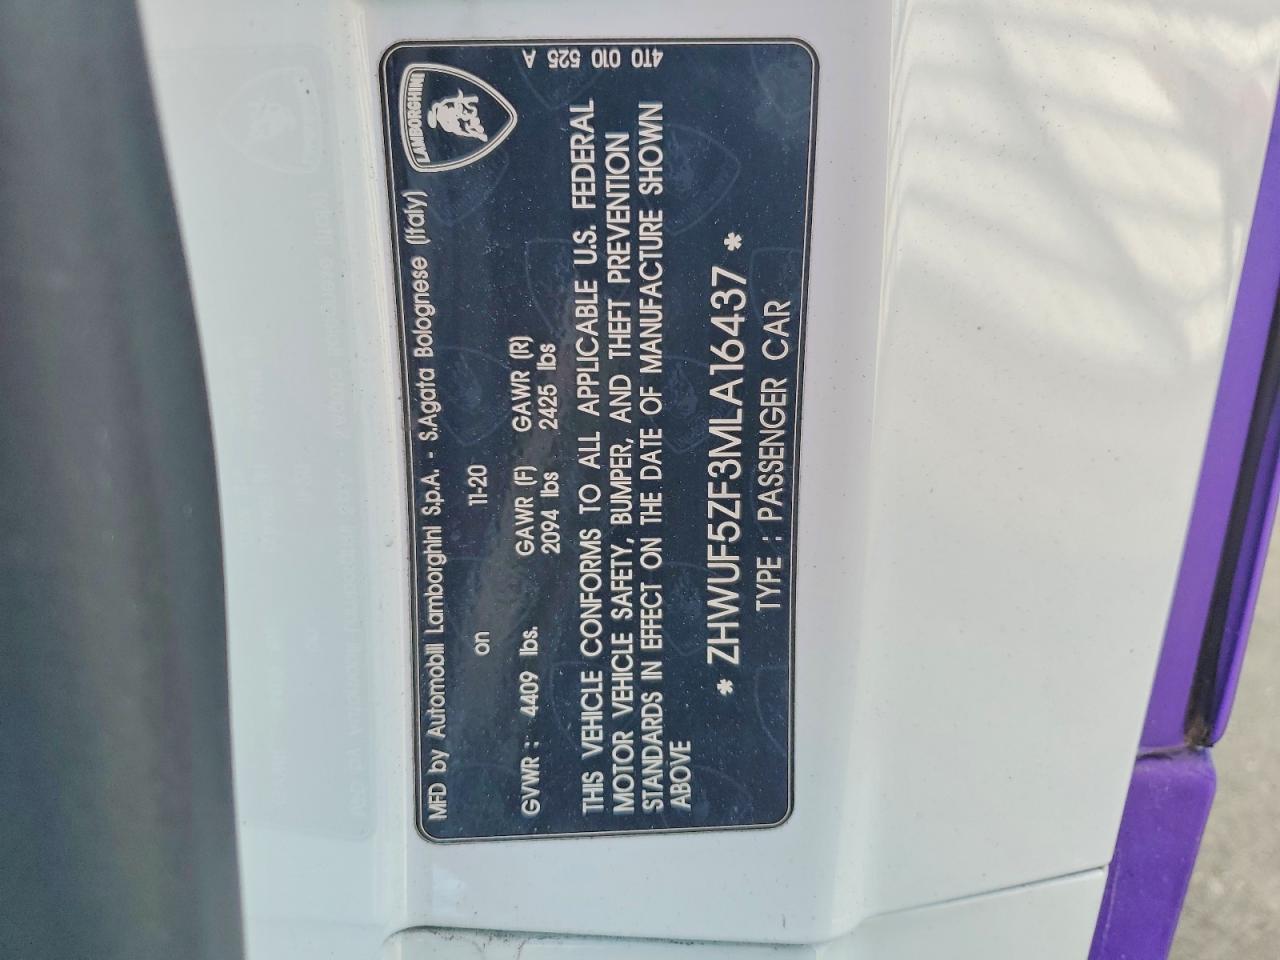 MFD by Automobili Lamborghini S.p.A. - S.Agata Bolognese (Italy)
LAMBORGHINI
on 11-20
GVWR : 4409 lbs. GAWR (F) GAWR (R)
2094 lbs 2425 lbs
THIS VEHICLE CONFORMS TO ALL APPLICABLE U.S. FEDERAL
MOTOR VEHICLE SAFETY, BUMPER, AND THEFT PREVENTION
STANDARDS IN EFFECT ON THE DATE OF MANUFACTURE SHOWN
ABOVE
* ZHWUF5ZF3MLA16437 *
TYPE : PASSENGER CAR
4T0 010 525 A